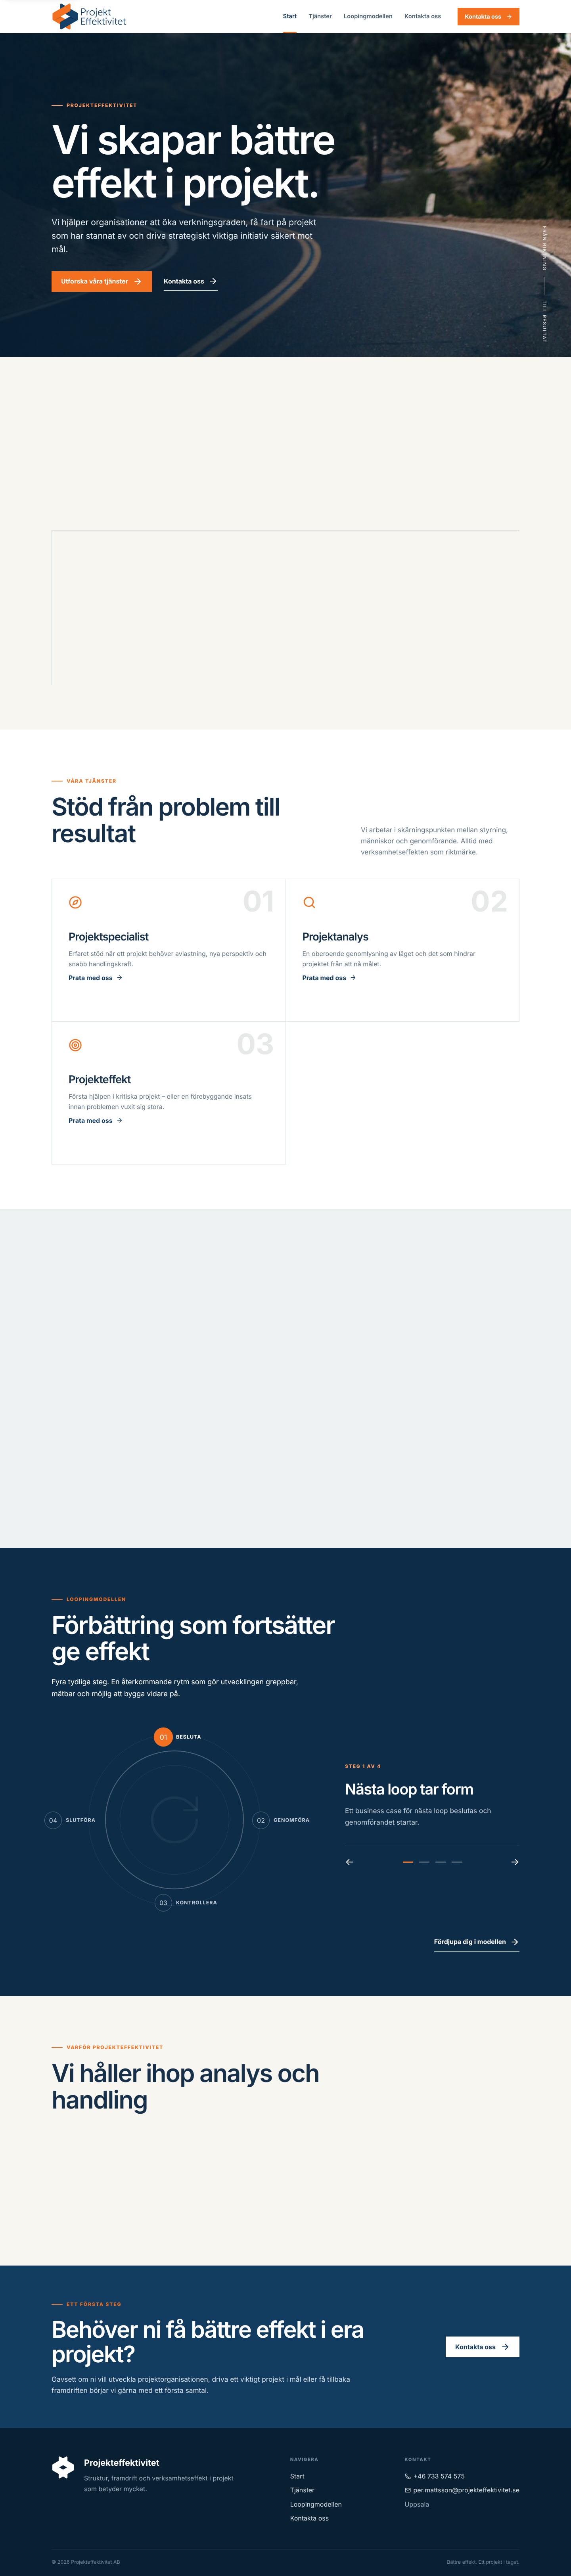 Projekt
Effektivitet
Start
Tjänster
Loopingmodellen
Kontakta oss
Kontakta oss
PROJEKTEFFEKTIVITET
Vi skapar bättre
effekt i projekt.
Vi hjälper organisationer att öka verkningsgraden, få fart på projekt
som har stannat av och driva strategiskt viktiga initiativ säkert mot
mål.
Utforska våra tjänster
Kontakta oss
TILL RESULTAT
VÅRA TJÄNSTER
Stöd från problem till
resultat
Vi arbetar i skärningspunkten mellan styrning,
människor och genomförande. Alltid med
verksamhetseffekten som riktmärke.
01
Projektspecialist
Erfaret stöd när ett projekt behöver avlastning, nya perspektiv och
snabb handlingskraft.
Prata med oss
02
Projektanalys
En oberoende genomlysning av läget och det som hindrar
projektet från att nå målet.
Prata med oss
03
Projekteffekt
Första hjälpen i kritiska projekt – eller en förebyggande insats
innan problemen vuxit sig stora.
Prata med oss
LOOPINGMODELLEN
Förbättring som fortsätter
ge effekt
Fyra tydliga steg. En återkommande rytm som gör utvecklingen greppbar,
mätbar och möjlig att bygga vidare på.
01 BESLUTA
02 GENOMFÖRA
03 KONTROLLERA
04 SLUTFÖRA
STEG 1 AV 4
Nästa loop tar form
Ett business case för nästa loop beslutas och
genomförandet startar.
Fördjupa dig i modellen
VARFÖR PROJEKTEFFEKTIVITET
Vi håller ihop analys och
handling
ETT FÖRSTA STEG
Behöver ni få bättre effekt i era
projekt?
Oavsett om ni vill utveckla projektorganisationen, driva ett viktigt projekt i mål eller få tillbaka
framdriften börjar vi gärna med ett första samtal.
Kontakta oss
Projekteffektivitet
Struktur, framdrift och verksamhetseffekt i projekt
som betyder mycket.
NAVIGERA
Start
Tjänster
Loopingmodellen
Kontakta oss
KONTAKT
+46 733 574 575
per.mattsson@projekteffektivitet.se
Uppsala
© 2026 Projekteffektivitet AB
Bättre effekt. Ett projekt i taget.